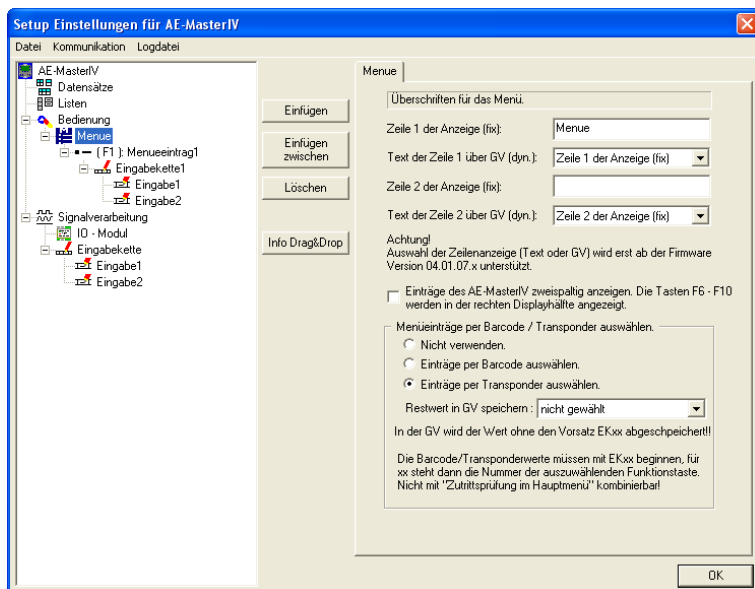 Setup Einstellungen für AE-MasterIV
Datei Kommunikation Logdatei
AE-MasterIV
Datensätze
Listen
Bedienung
Menue
( F1 ): Menueeintrag1
Eingabekette1
Eingabe1
Eingabe2
Signalverarbeitung
IO - Modul
Eingabekette
Eingabe1
Eingabe2
Einfügen
Einfügen
zwischen
Löschen
Info Drag&Drop
Menue
Überschriften für das Menü.
Zeile 1 der Anzeige (fix): Menue
Text der Zeile 1 über GV (dyn.): Zeile 1 der Anzeige (fix)
Zeile 2 der Anzeige (fix):
Text der Zeile 2 über GV (dyn.): Zeile 2 der Anzeige (fix)
Achtung!
Auswahl der Zeilenanzeige (Text oder GV) wird erst ab der Firmware
Version 04.01.07.x unterstützt.
Einträge des AE-MasterIV zweispaltig anzeigen. Die Tasten F6 - F10
werden in der rechten Displayhälfte angezeigt.
Menüeinträge per Barcode / Transponder auswählen.
Nicht verwenden.
Einträge per Barcode auswählen.
Einträge per Transponder auswählen.
Restwert in GV speichern : nicht gewählt
In der GV wird der Wert ohne den Vorsatz EKxx abgeschpeichert!!
Die Barcode/Transponderwerte müssen mit EKxx beginnen, für
xx steht dann die Nummer der auszuwählenden Funktionstaste.
Nicht mit "Zutrittsprüfung im Hauptmenü" kombinierbar!
OK